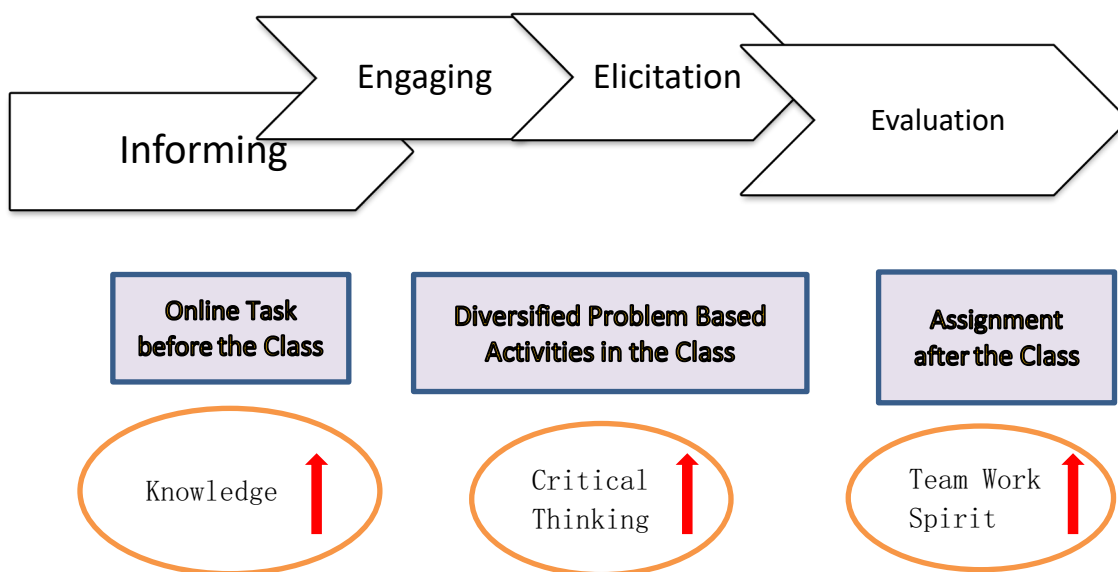 Informing
Engaging
Elicitation
Evaluation
Online Task
before the Class
Diversified Problem Based
Activities in the Class
Assignment
after the Class
Knowledge
Critical
Thinking
Team Work
Spirit